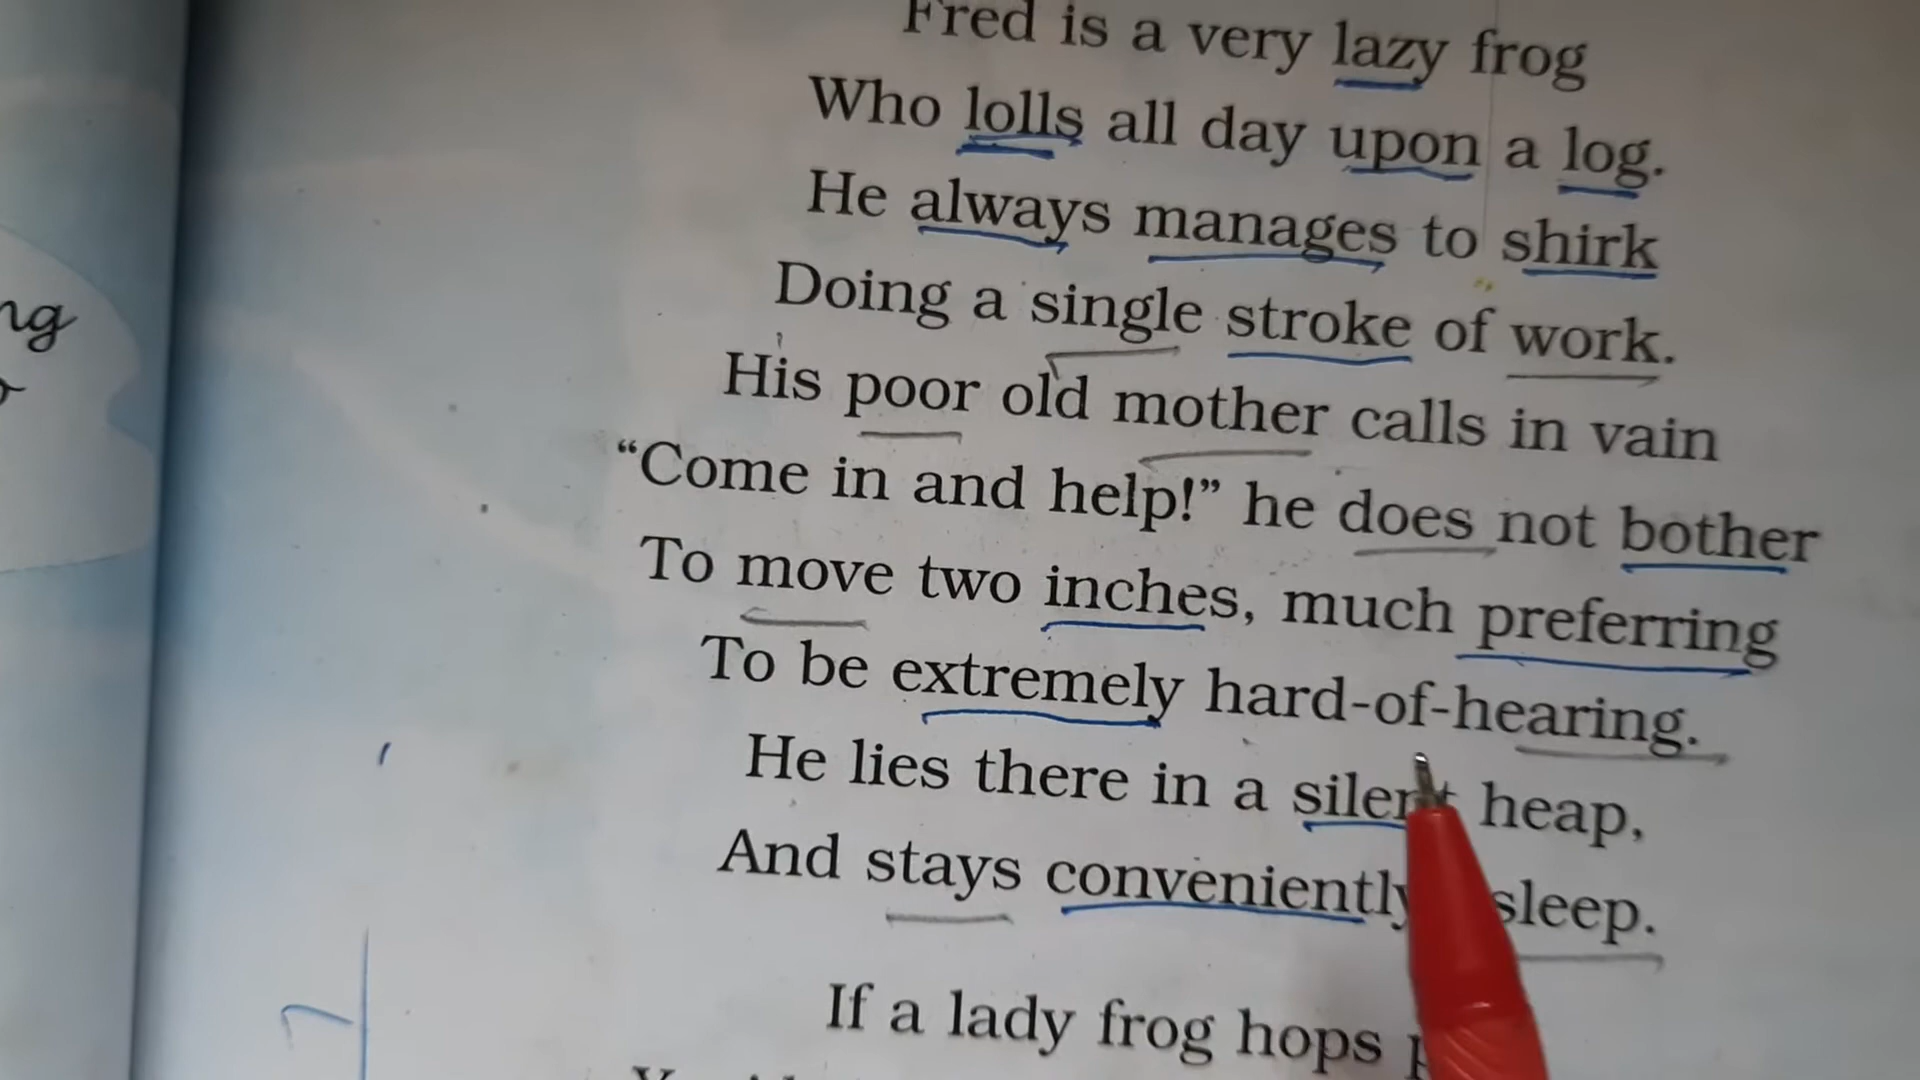 ng
Fred is a very lazy frog
Who lolls all day upon a log.
He always manages to shirk
Doing a single stroke of work.
His poor old mother calls in vain
“Come in and help!” he does not bother
To move two inches, much preferring
To be extremely hard-of-hearing.
He lies there in a silent heap,
And stays conveniently sleep.
If a lady frog hops